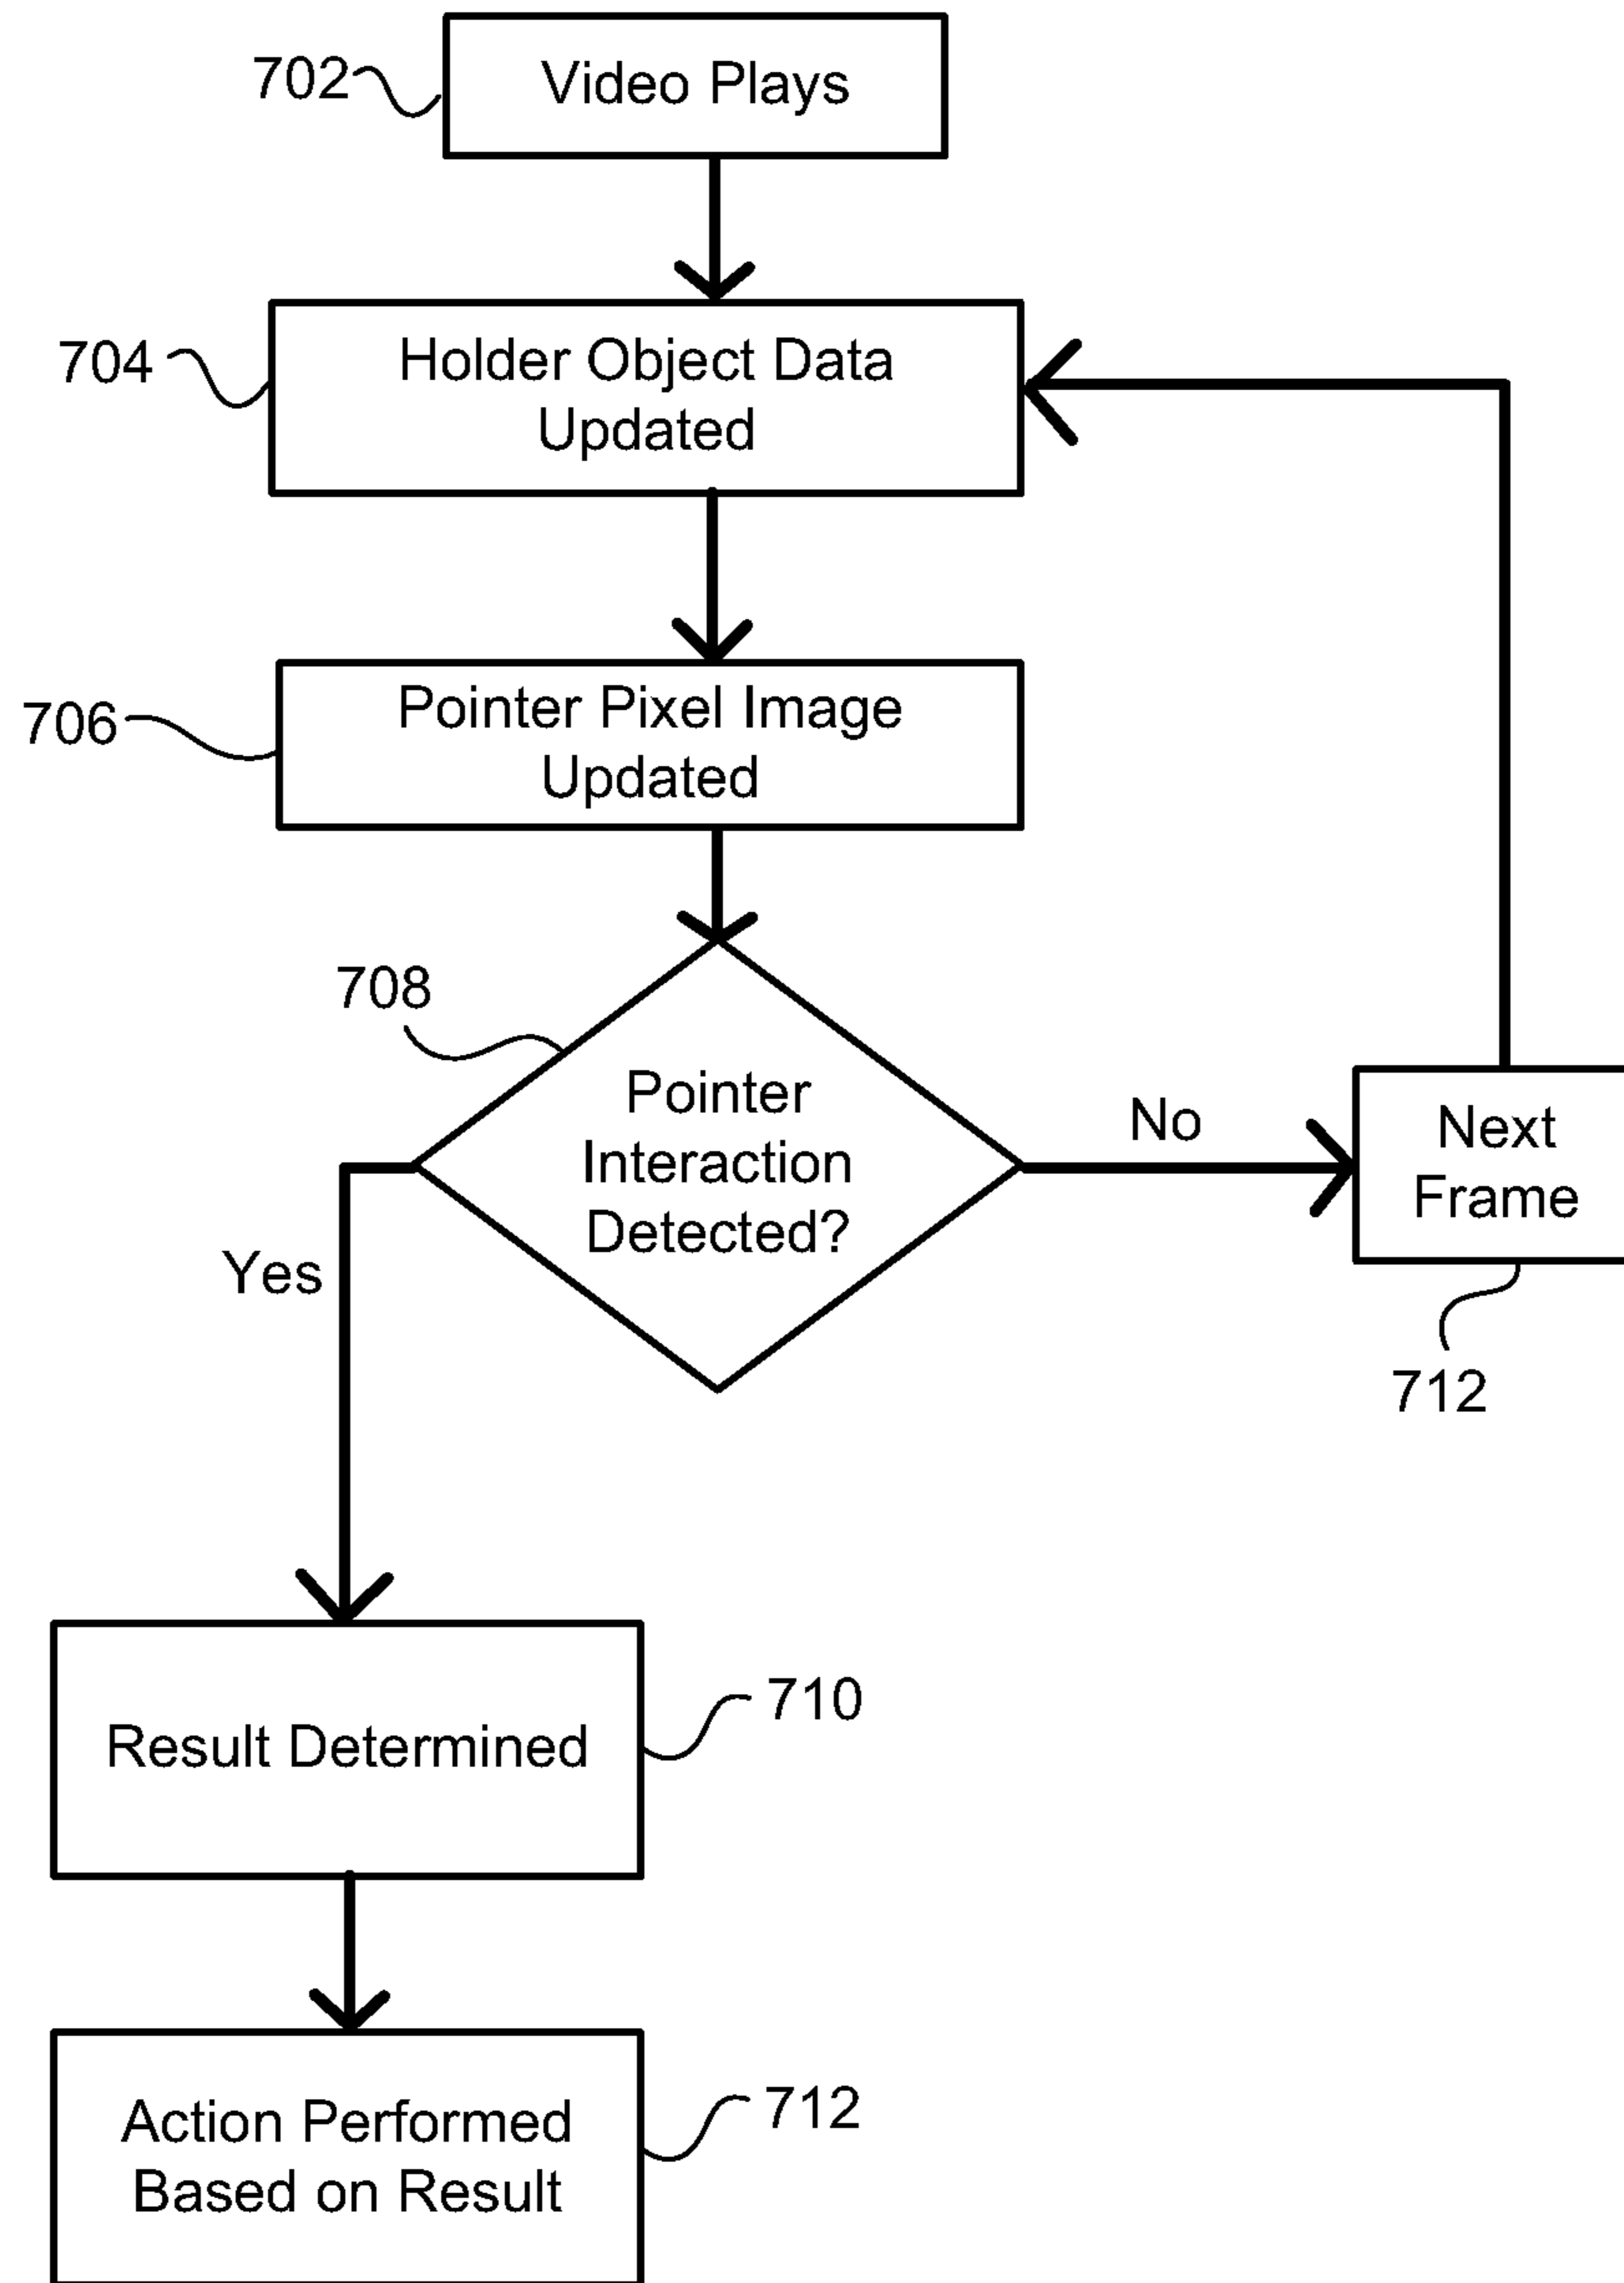 702
Video Plays
704
Holder Object Data
Updated
706
Pointer Pixel Image
Updated
708
Pointer
Interaction
Detected?
No
Next
Frame
712
Yes
Result Determined
710
Action Performed
Based on Result
712